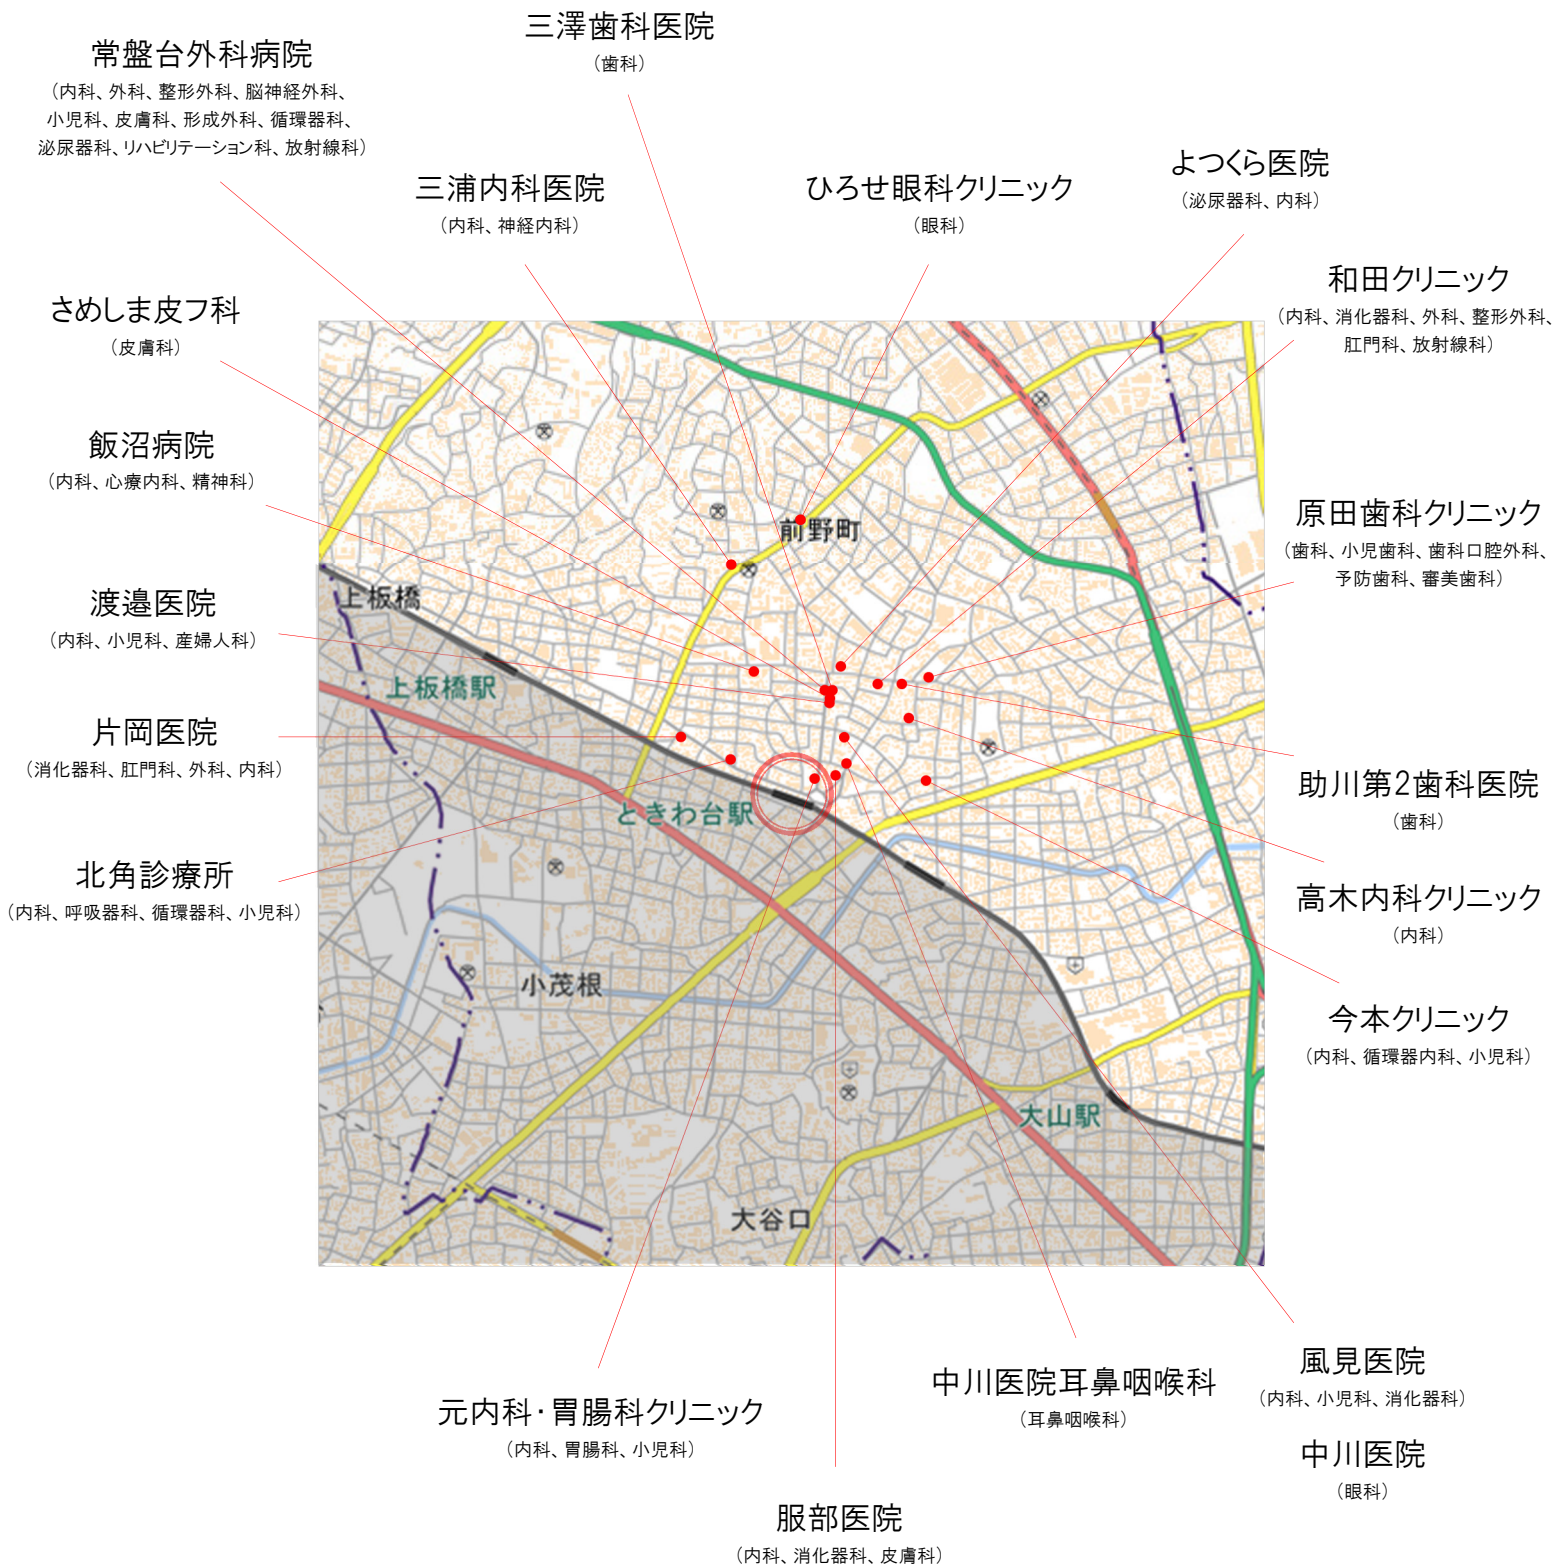 三澤歯科医院
（歯科）
常盤台外科病院
（内科、外科、整形外科、脳神経外科、
小児科、皮膚科、形成外科、循環器科、
泌尿器科、リハビリテーション科、放射線科）
三浦内科医院
（内科、神経内科）
ひろせ眼科クリニック
（眼科）
よつくら医院
（泌尿器科、内科）
和田クリニック
（内科、消化器科、外科、整形外科、
肛門科、放射線科）
さめしま皮フ科
（皮膚科）
飯沼病院
（内科、心療内科、精神科）
原田歯科クリニック
（歯科、小児歯科、歯科口腔外科、
予防歯科、審美歯科）
前野町
上板橋
渡邉医院
（内科、小児科、産婦人科）
上板橋駅
片岡医院
（消化器科、肛門科、外科、内科）
ときわ台駅
助川第2歯科医院
（歯科）
北角診療所
（内科、呼吸器科、循環器科、小児科）
高木内科クリニック
（内科）
小茂根
今本クリニック
（内科、循環器内科、小児科）
大山駅
大谷口
風見医院
（内科、小児科、消化器科）
中川医院耳鼻咽喉科
（耳鼻咽喉科）
元内科・胃腸科クリニック
（内科、胃腸科、小児科）
中川医院
（眼科）
服部医院
（内科、消化器科、皮膚科）